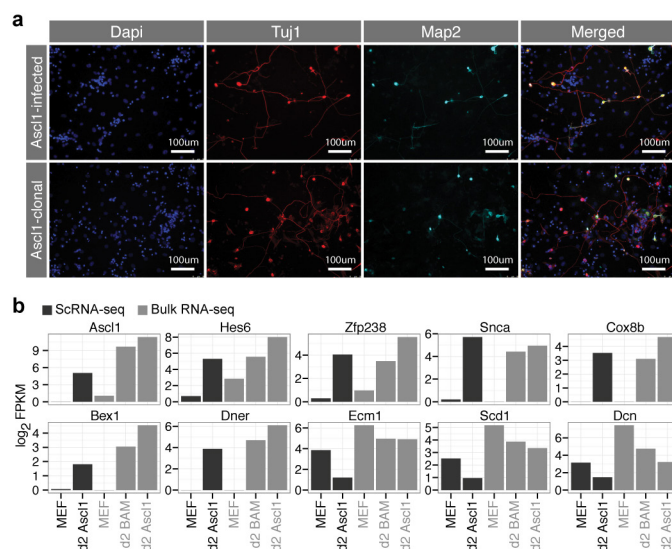 a
Dapi Tuj1 Map2 Merged
Ascl1-infected
100um 100um 100um 100um
Ascl1-clonal
100um 100um 100um 100um
b
ScRNA-seq Bulk RNA-seq
Ascl1 Hes6 Zfp238 Snca Cox8b
9 6 3 0
8 6 4 2 0
4 2 0
6 4 2 0
4 3 2 1 0
log2 FPKM
Bex1 Dner Ecm1 Scd1 Dcn
4 3 2 1 0
6 4 2 0
6 4 2 0
5 4 3 2 1 0
6 4 2 0
MEF d2 Ascl1 MEF d2 BAM d2 Ascl1
MEF d2 Ascl1 MEF d2 BAM d2 Ascl1
MEF d2 Ascl1 MEF d2 BAM d2 Ascl1
MEF d2 Ascl1 MEF d2 BAM d2 Ascl1
MEF d2 Ascl1 MEF d2 BAM d2 Ascl1